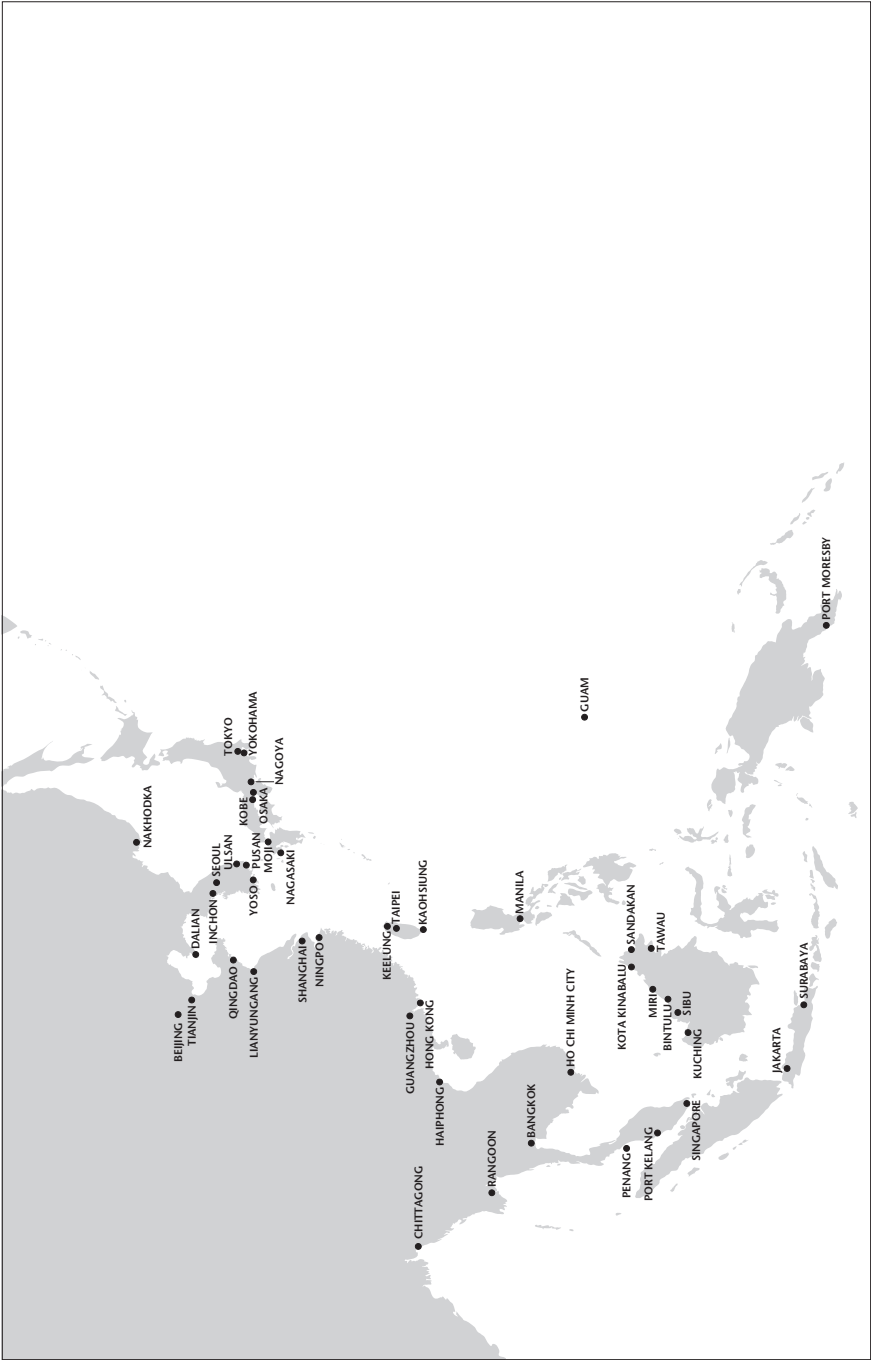 NAKHODKA
BEIJING
TIANJIN
DALIAN
INCHON
SEOUL
ULSAN
PUSAN
YOSO
MOJI
NAGASAKI
KOBE
OSAKA
NAGOYA
TOKYO
YOKOHAMA
QINGDAO
LIANYUNGANG
SHANGHAI
NINGPO
KEELUNG
TAIPEI
KAOHSIUNG
GUANGZHOU
HONG KONG
HAIPHONG
CHITTAGONG
RANGOON
BANGKOK
HO CHI MINH CITY
MANILA
GUAM
PENANG
PORT KELANG
SINGAPORE
KOTA KINABALU
SANDAKAN
TAWAU
MIRI
BINTULU
SIBU
KUCHING
JAKARTA
SURABAYA
PORT MORESBY